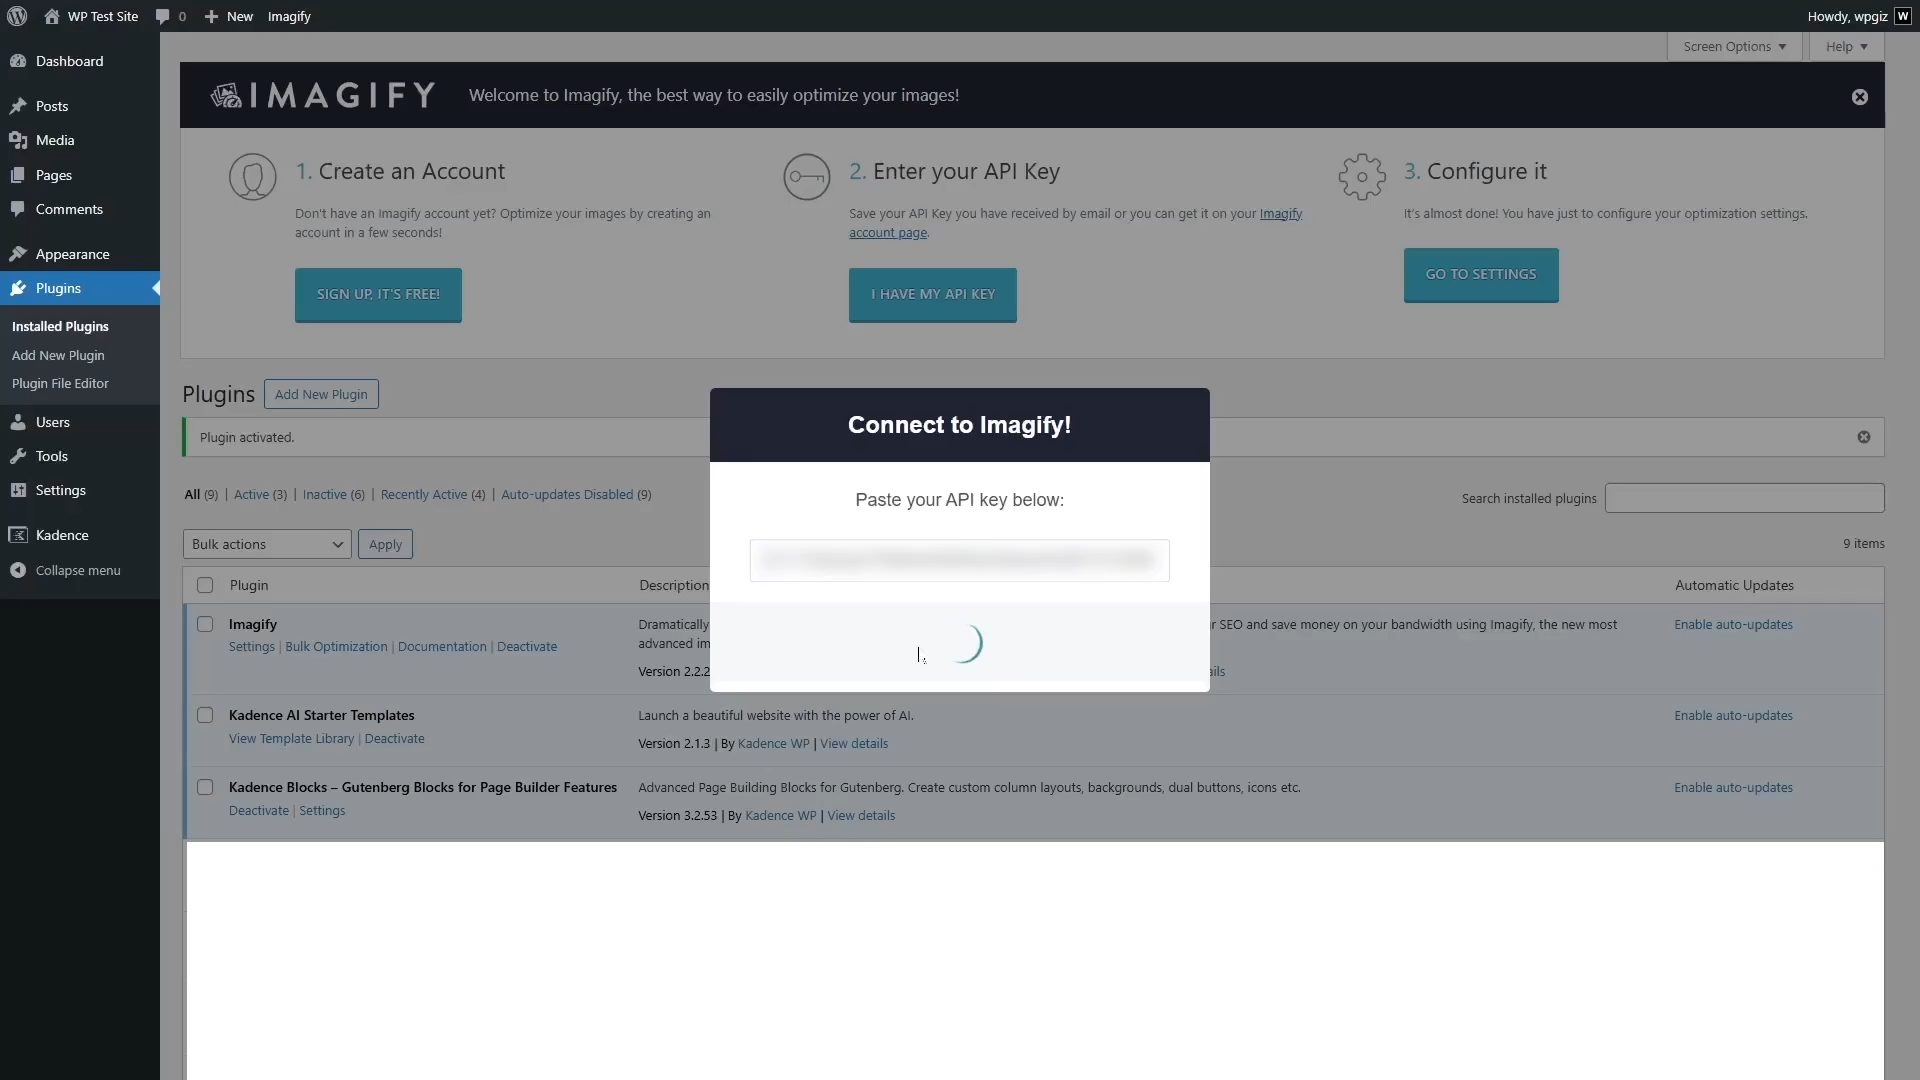 WP Test Site
0
New
Imagify
Howdy, wpgiz
W
Screen Options
Help
Dashboard
Posts
Media
Pages
Comments
Appearance
Plugins
Installed Plugins
Add New Plugin
Plugin File Editor
Users
Tools
Settings
Kadence
Collapse menu
IMAGIFY
Welcome to Imagify, the best way to easily optimize your images!
1. Create an Account
Don't have an Imagify account yet? Optimize your images by creating an
account in a few seconds!
SIGN UP, IT'S FREE!
2. Enter your API Key
Save your API Key you have received by email or you can get it on your Imagify
account page.
I HAVE MY API KEY
3. Configure it
It's almost done! You have just to configure your optimization settings.
GO TO SETTINGS
Plugins
Add New Plugin
Plugin activated.
All (9) | Active (3) | Inactive (6) | Recently Active (4) | Auto-updates Disabled (9)
Search installed plugins
Bulk actions
Apply
9 items
Connect to Imagify!
Paste your API key below:
Plugin
Description
Automatic Updates
Imagify
Settings | Bulk Optimization | Documentation | Deactivate
Dramatically
SEO and save money on your bandwidth using Imagify, the new most
advanced im
Version 2.2.2
ils
Enable auto-updates
Kadence AI Starter Templates
View Template Library | Deactivate
Launch a beautiful website with the power of AI.
Version 2.1.3 | By Kadence WP | View details
Enable auto-updates
Kadence Blocks – Gutenberg Blocks for Page Builder Features
Deactivate | Settings
Advanced Page Building Blocks for Gutenberg. Create custom column layouts, backgrounds, dual buttons, icons etc.
Version 3.2.53 | By Kadence WP | View details
Enable auto-updates